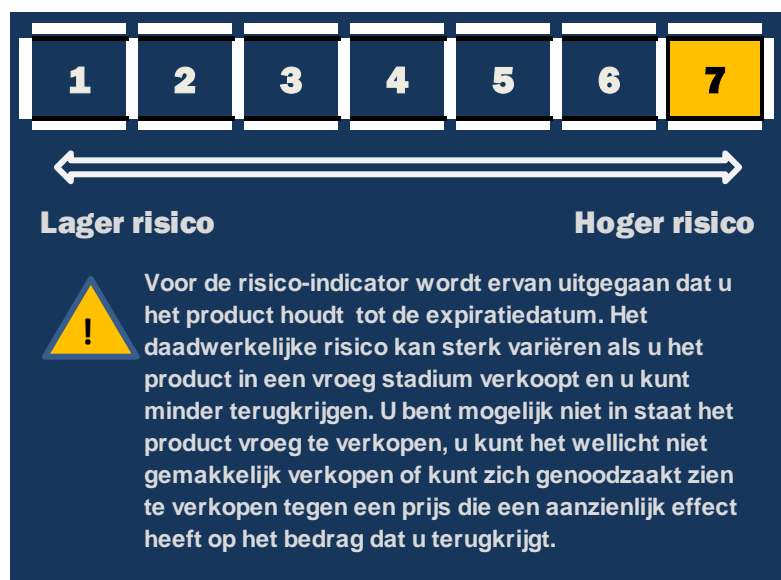 1 2 3 4 5 6 7
Lager risico Hoger risico
!
Voor de risico-indicator wordt ervan uitgegaan dat u
het product houdt tot de expiratiedatum. Het
daadwerkelijke risico kan sterk variëren als u het
product in een vroeg stadium verkoopt en u kunt
minder terugkrijgen. U bent mogelijk niet in staat het
product vroeg te verkopen, u kunt het wellicht niet
gemakkelijk verkopen of kunt zich genoodzaakt zien
te verkopen tegen een prijs die een aanzienlijk effect
heeft op het bedrag dat u terugkrijgt.